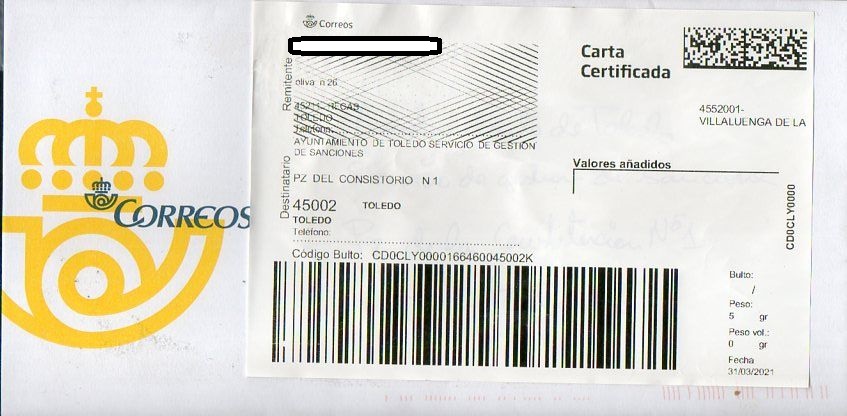 Correos
Carta
Certificada
Remitente
oliva n 26
TOLEDO
Teléfono:
4552001-
VILLALUENGA DE LA
Destinatario
AYUNTAMIENTO DE TOLEDO SERVICIO DE GESTIÓN
DE SANCIONES
PZ DEL CONSISTORIO N 1
45002 TOLEDO
TOLEDO
Teléfono:
Valores añadidos
CORREOS
Código Bulto: CD0CLY0000166460045002K
CD0CLY0000
Bulto:
/
Peso:
5 gr
Peso vol.:
0 gr
Fecha
31/03/2021